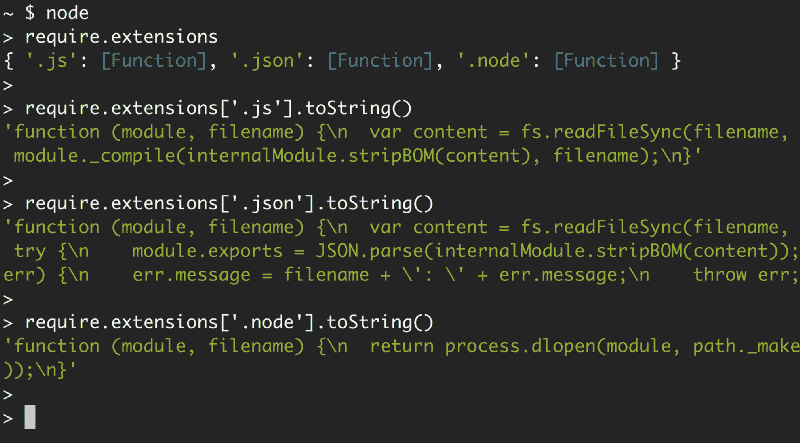 ~ $ node
> require.extensions
{ '.js': [Function], '.json': [Function], '.node': [Function] }
>
> require.extensions['.js'].toString()
'function (module, filename) {\n  var content = fs.readFileSync(filename,
 module._compile(internalModule.stripBOM(content), filename);\n}'
>
> require.extensions['.json'].toString()
'function (module, filename) {\n  var content = fs.readFileSync(filename,
 try {\n    module.exports = JSON.parse(internalModule.stripBOM(content));
err) {\n    err.message = filename + \': \' + err.message;\n    throw err;
>
> require.extensions['.node'].toString()
'function (module, filename) {\n  return process.dlopen(module, path._make
));\n}'
>
>